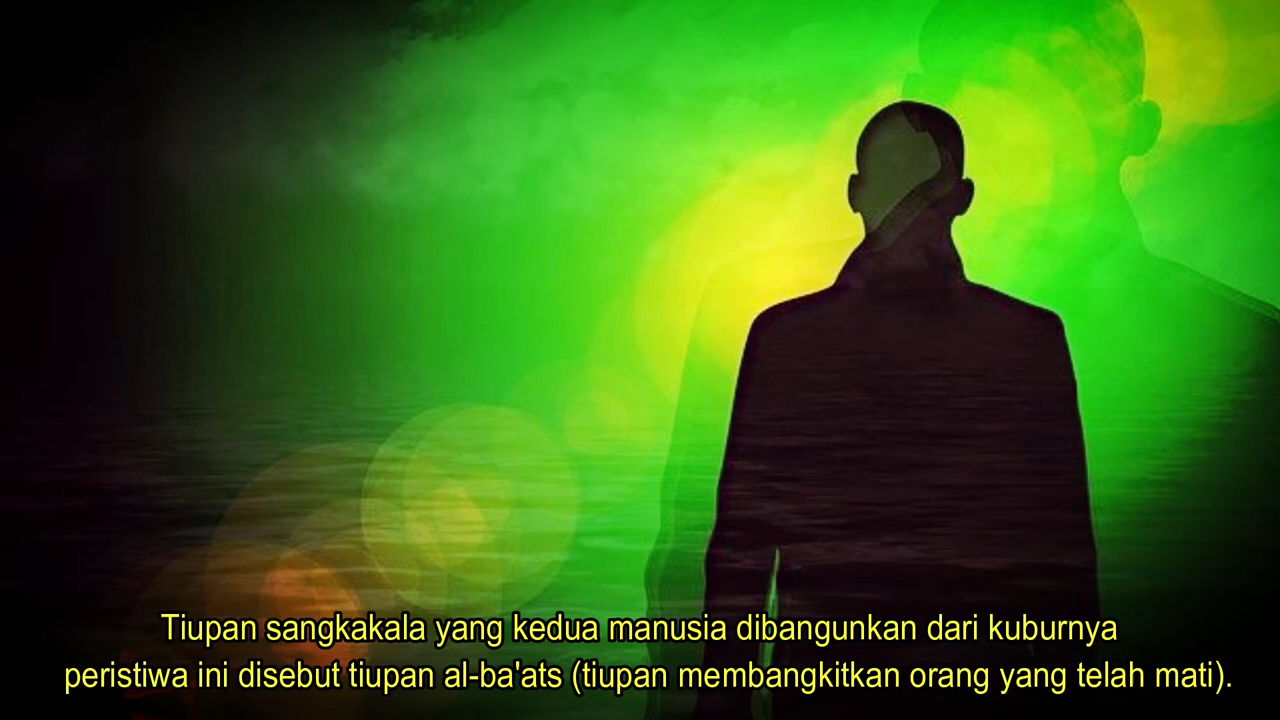 Tiupan sangkakala yang kedua manusia dibangunkan dari kuburnya
peristiwa ini disebut tiupan al-ba'ats (tiupan membangkitkan orang yang telah mati).